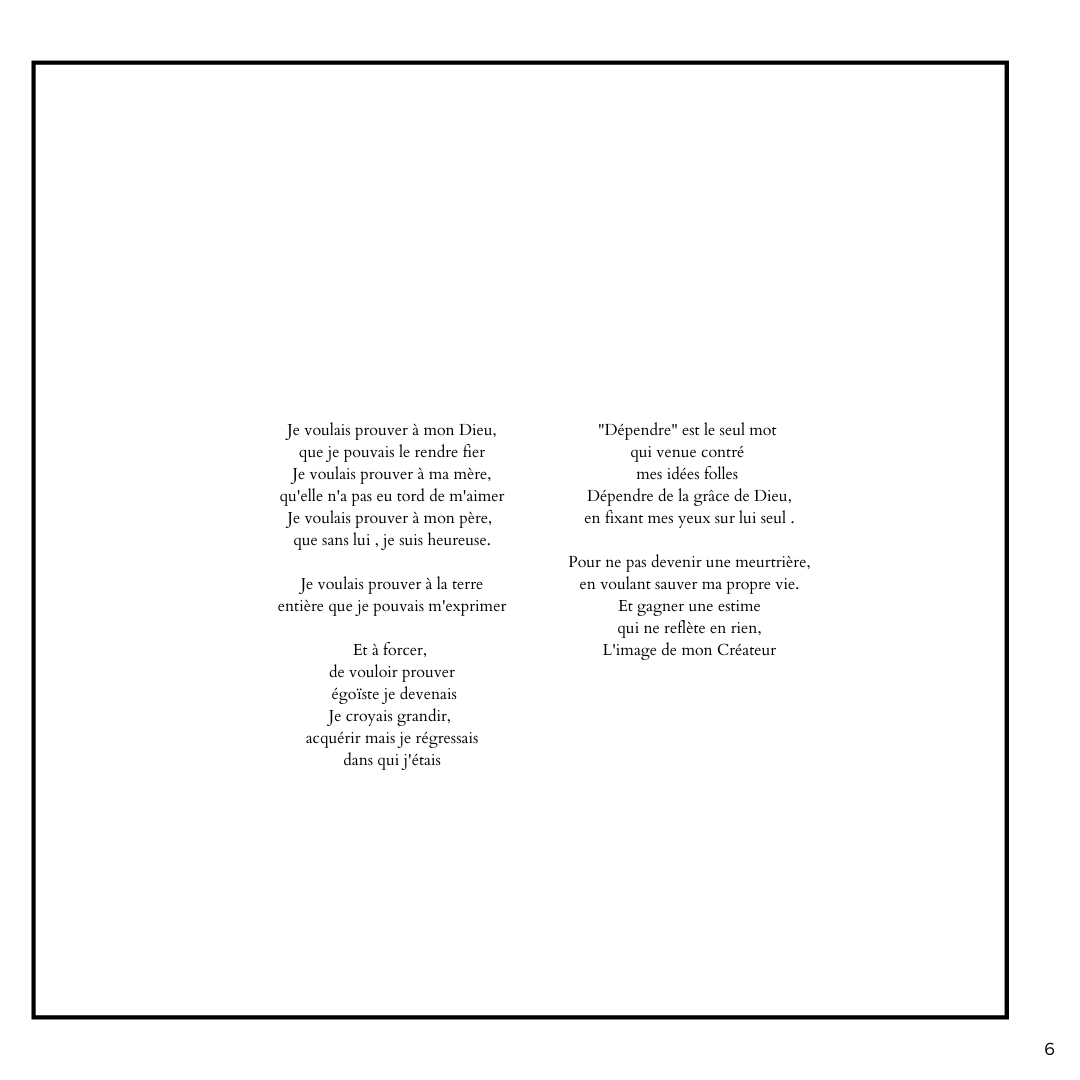 Je voulais prouver à mon Dieu,
que je pouvais le rendre fier
Je voulais prouver à ma mère,
qu'elle n'a pas eu tord de m'aimer
Je voulais prouver à mon père,
que sans lui , je suis heureuse.
Je voulais prouver à la terre
entière que je pouvais m'exprimer
Et à forcer,
de vouloir prouver
égoïste je devenais
Je croyais grandir,
acquérir mais je régressais
dans qui j'étais
"Dépendre" est le seul mot
qui venue contré
mes idées folles
Dépendre de la grâce de Dieu,
en fixant mes yeux sur lui seul .
Pour ne pas devenir une meurtrière,
en voulant sauver ma propre vie.
Et gagner une estime
qui ne reflète en rien,
L'image de mon Créateur
6